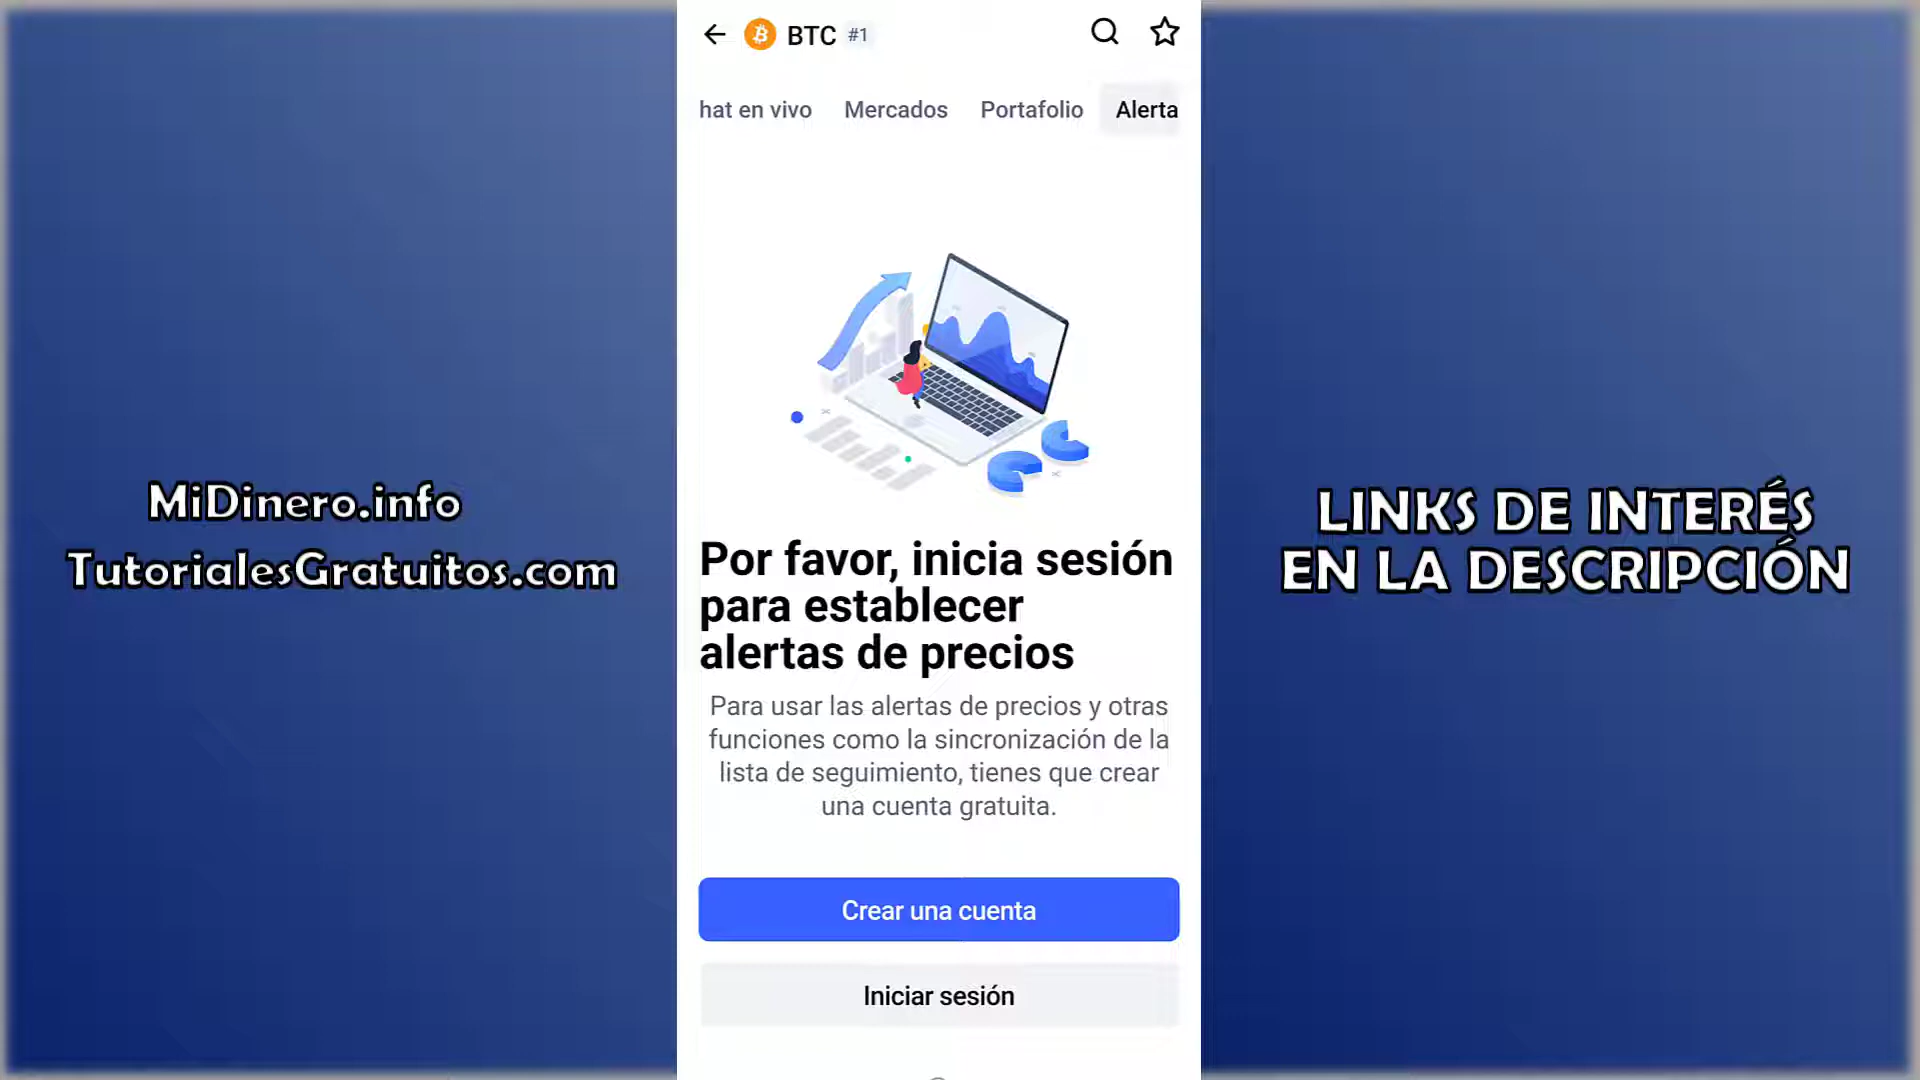 BTC #1
hat en vivo Mercados Portafolio Alerta
MiDinero.info
TutorialesGratuitos.com
Por favor, inicia sesión
para establecer
alertas de precios
Para usar las alertas de precios y otras
funciones como la sincronización de la
lista de seguimiento, tienes que crear
una cuenta gratuita.
Crear una cuenta
Iniciar sesión
LINKS DE INTERÉS
EN LA DESCRIPCIÓN